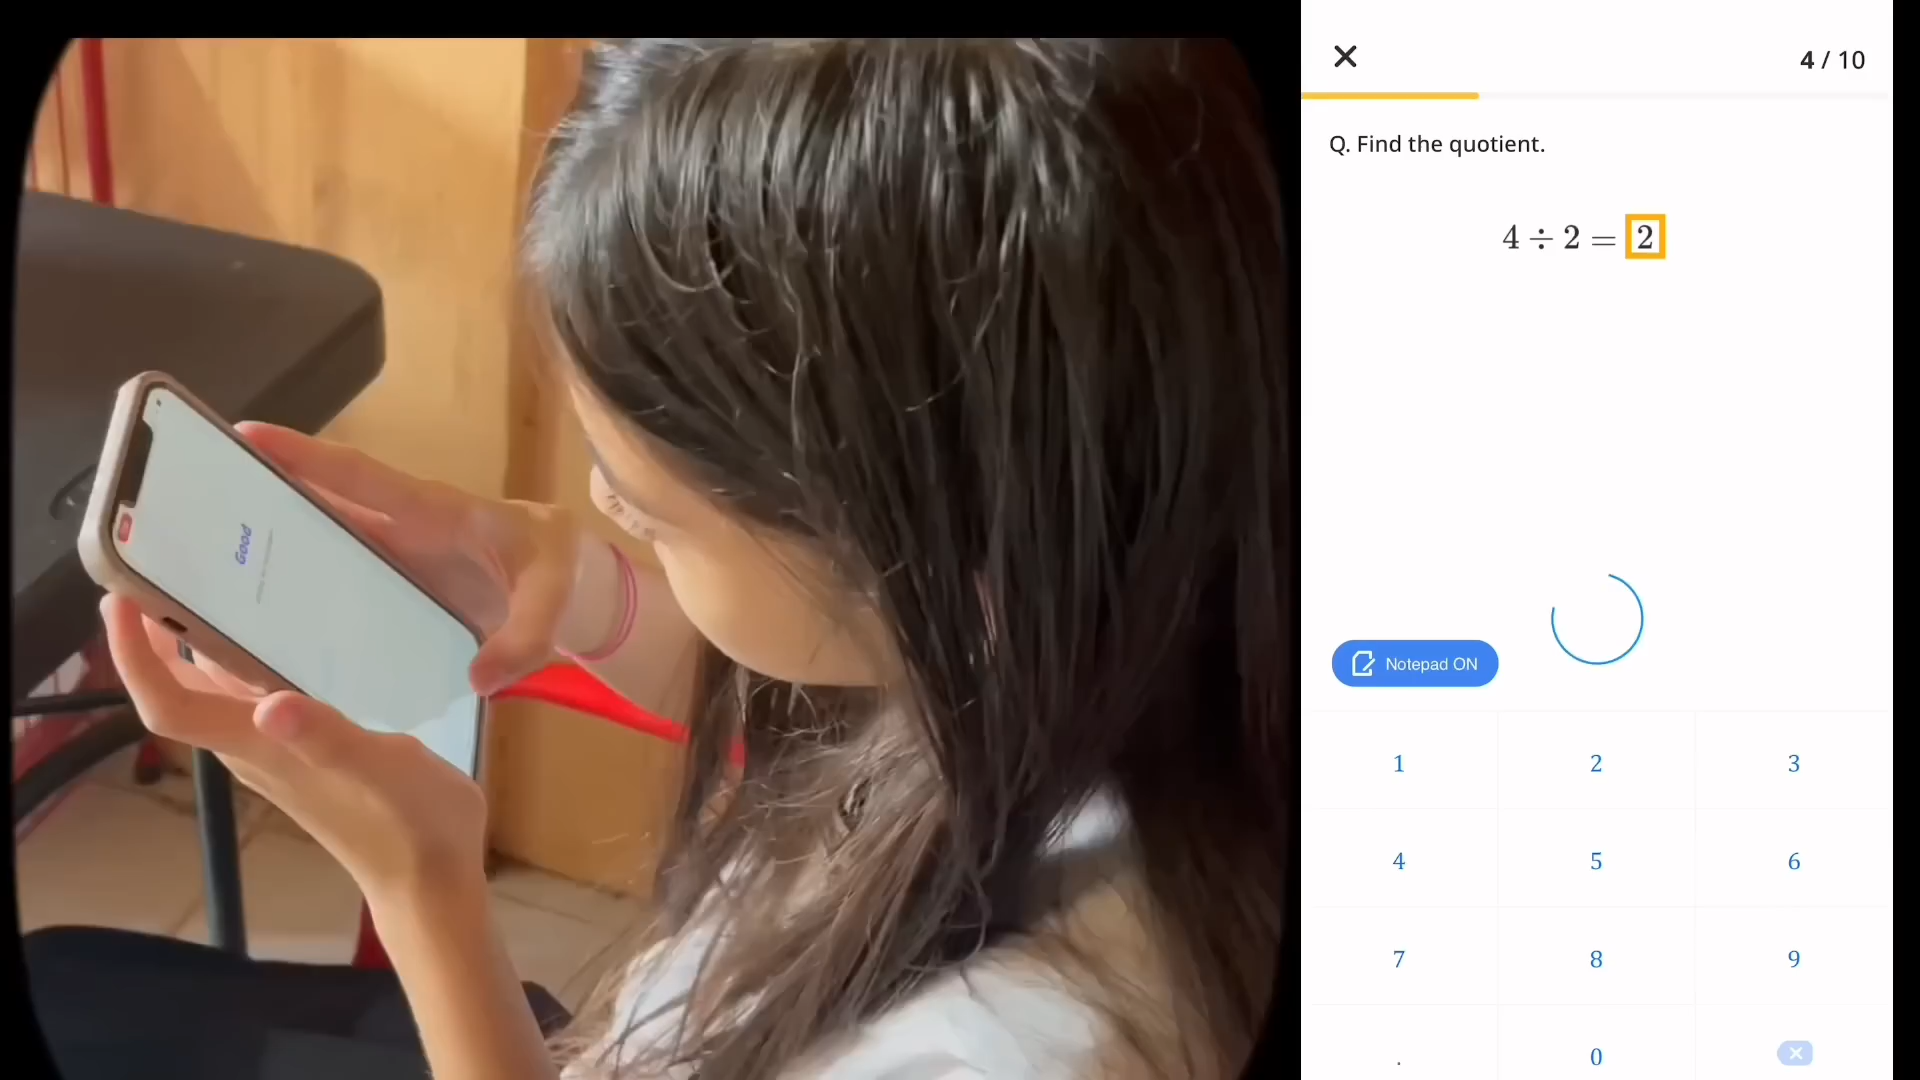 Good
4 / 10
Q. Find the quotient.
4 ÷ 2 = 2
Notepad ON
1 2 3
4 5 6
7 8 9
. 0